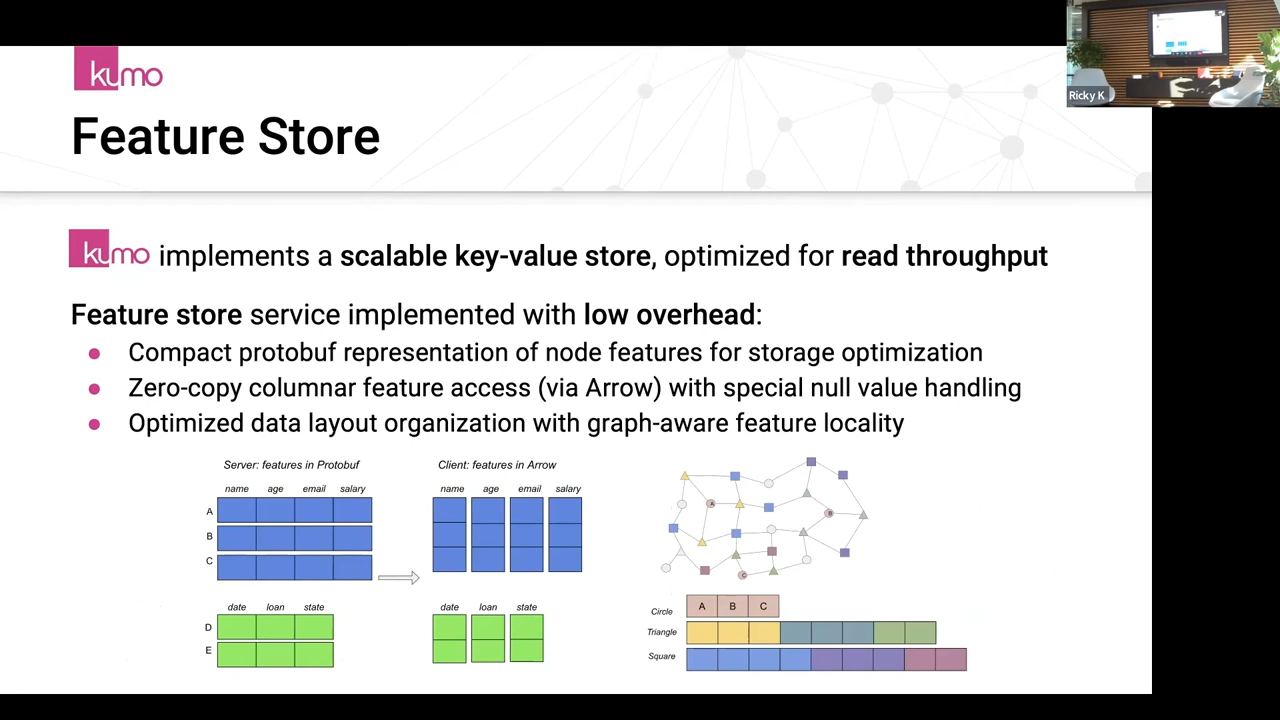 Ricky K
kumo
Feature Store
kumo implements a scalable key-value store, optimized for read throughput
Feature store service implemented with low overhead:
● Compact protobuf representation of node features for storage optimization
● Zero-copy columnar feature access (via Arrow) with special null value handling
● Optimized data layout organization with graph-aware feature locality
Server: features in Protobuf
name age email salary
A
B
C
date loan state
D
E
Client: features in Arrow
name age email salary
date loan state
A
B
C
Circle A B C
Triangle
Square